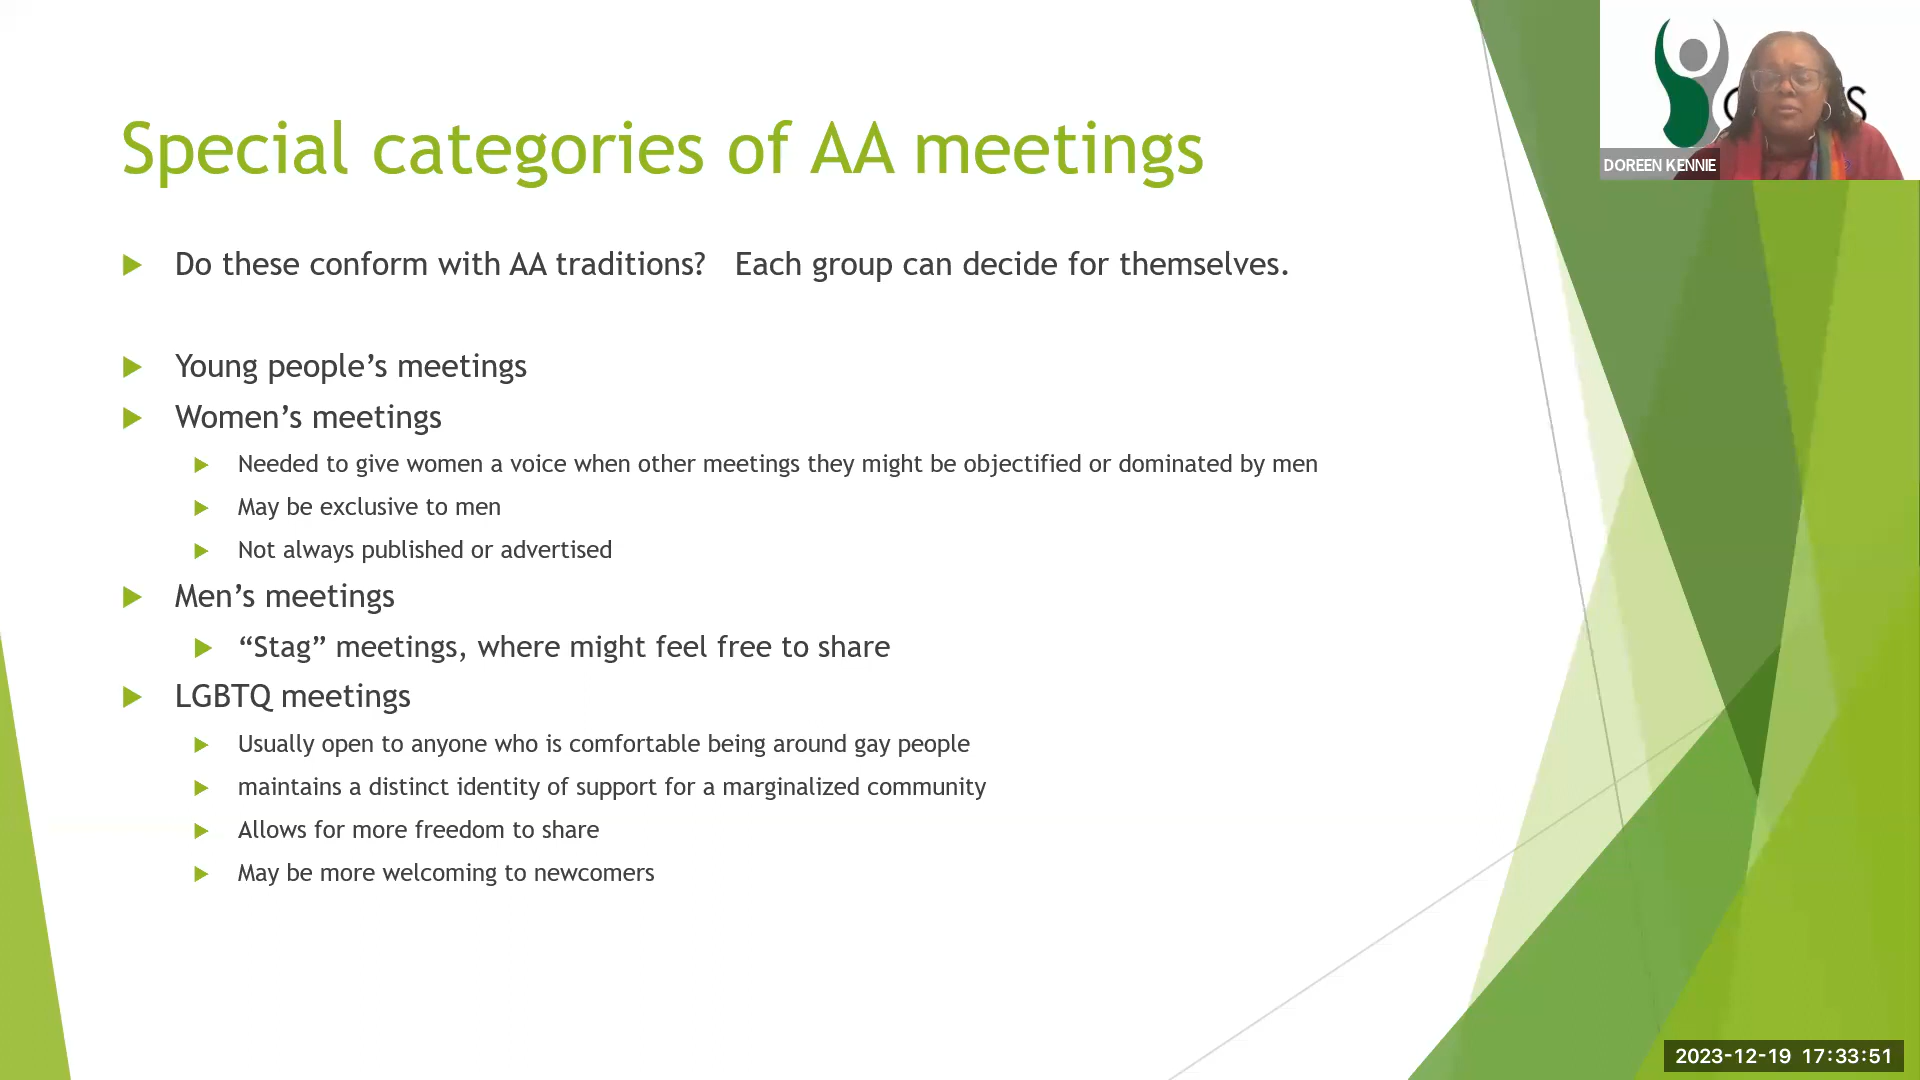 Special categories of AA meetings
Do these conform with AA traditions? Each group can decide for themselves.
Young people’s meetings
Women’s meetings
Needed to give women a voice when other meetings they might be objectified or dominated by men
May be exclusive to men
Not always published or advertised
Men’s meetings
“Stag” meetings, where might feel free to share
LGBTQ meetings
Usually open to anyone who is comfortable being around gay people
maintains a distinct identity of support for a marginalized community
Allows for more freedom to share
May be more welcoming to newcomers
DOREEN KENNIE
2023-12-19 17:33:51